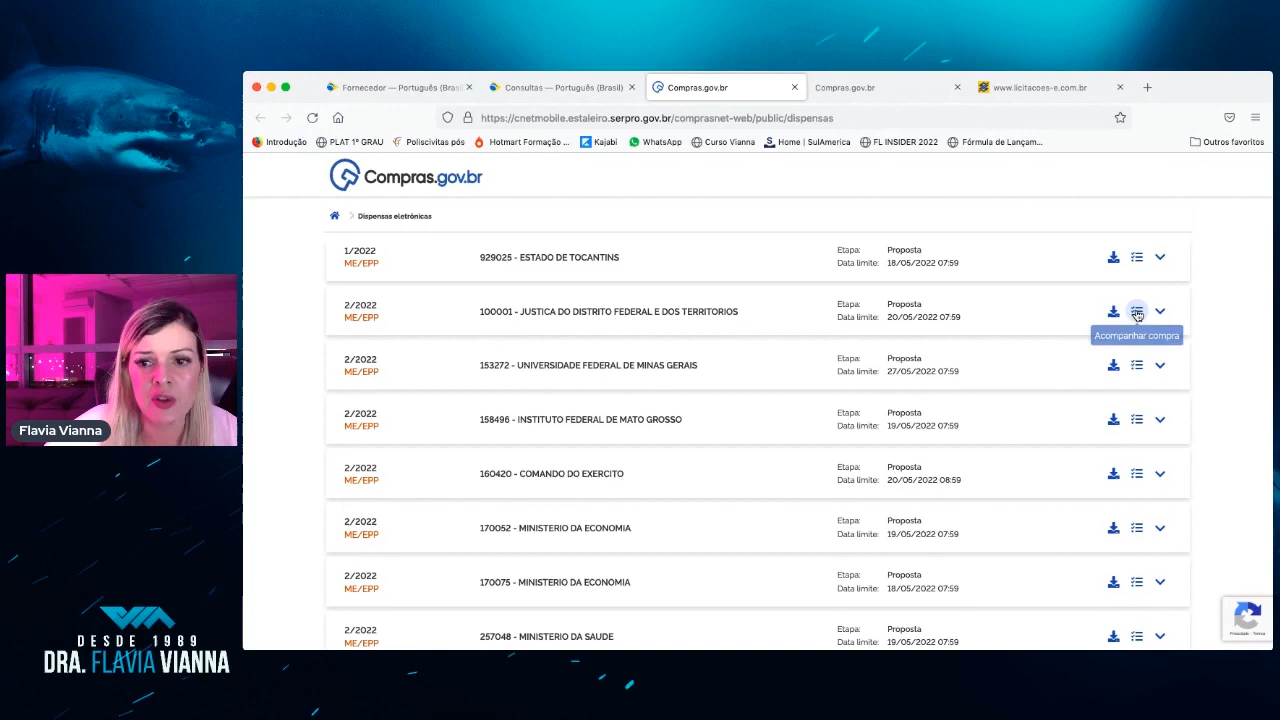 Fornecedor — Português (Brasi
Consultas — Português (Brasil)
Compras.gov.br
Compras.gov.br
www.licitacoes-e.com.br
https://cnetmobile.estaleiro.serpro.gov.br/comprasnet-web/public/dispensas
Introdução
PLAT 1º GRAU
Poliscivitas pós
Hotmart Formação ...
Kajabi
WhatsApp
Curso Vianna
Home | SulAmerica
FL INSIDER 2022
Fórmula de Lançam...
Outros favoritos
Compras.gov.br
Dispensas eletrônicas
1/2022
ME/EPP
929025 - ESTADO DE TOCANTINS
Etapa: Proposta
Data limite: 18/05/2022 07:59
2/2022
ME/EPP
100001 - JUSTICA DO DISTRITO FEDERAL E DOS TERRITORIOS
Etapa: Proposta
Data limite: 20/05/2022 07:59
Acompanhar compra
2/2022
ME/EPP
153272 - UNIVERSIDADE FEDERAL DE MINAS GERAIS
Etapa: Proposta
Data limite: 27/05/2022 07:59
2/2022
ME/EPP
158496 - INSTITUTO FEDERAL DE MATO GROSSO
Etapa: Proposta
Data limite: 19/05/2022 07:59
2/2022
ME/EPP
160420 - COMANDO DO EXERCITO
Etapa: Proposta
Data limite: 20/05/2022 08:59
2/2022
ME/EPP
170052 - MINISTERIO DA ECONOMIA
Etapa: Proposta
Data limite: 19/05/2022 07:59
2/2022
ME/EPP
170075 - MINISTERIO DA ECONOMIA
Etapa: Proposta
Data limite: 18/05/2022 07:59
2/2022
ME/EPP
257048 - MINISTERIO DA SAUDE
Etapa: Proposta
Data limite: 19/05/2022 07:59
Flavia Vianna
DESDE 1989
DRA. FLAVIA VIANNA